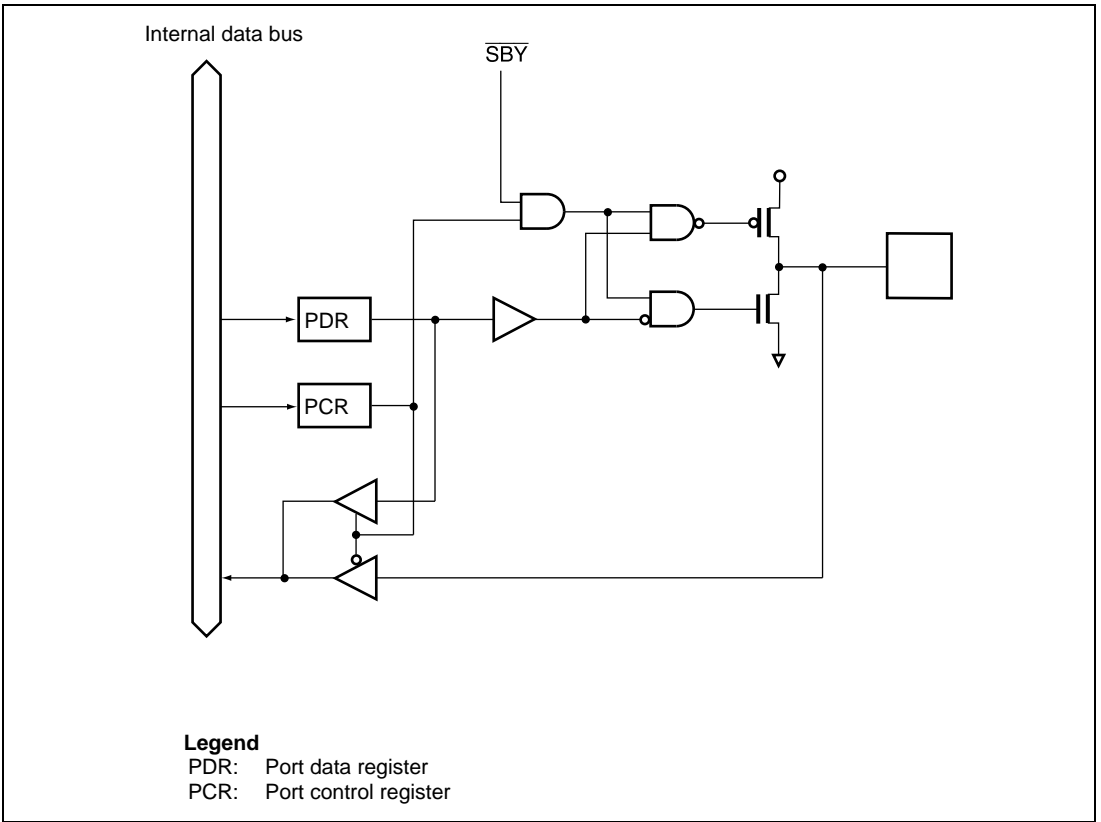 Internal data bus
SBY
PDR
PCR
Legend
PDR: Port data register
PCR: Port control register